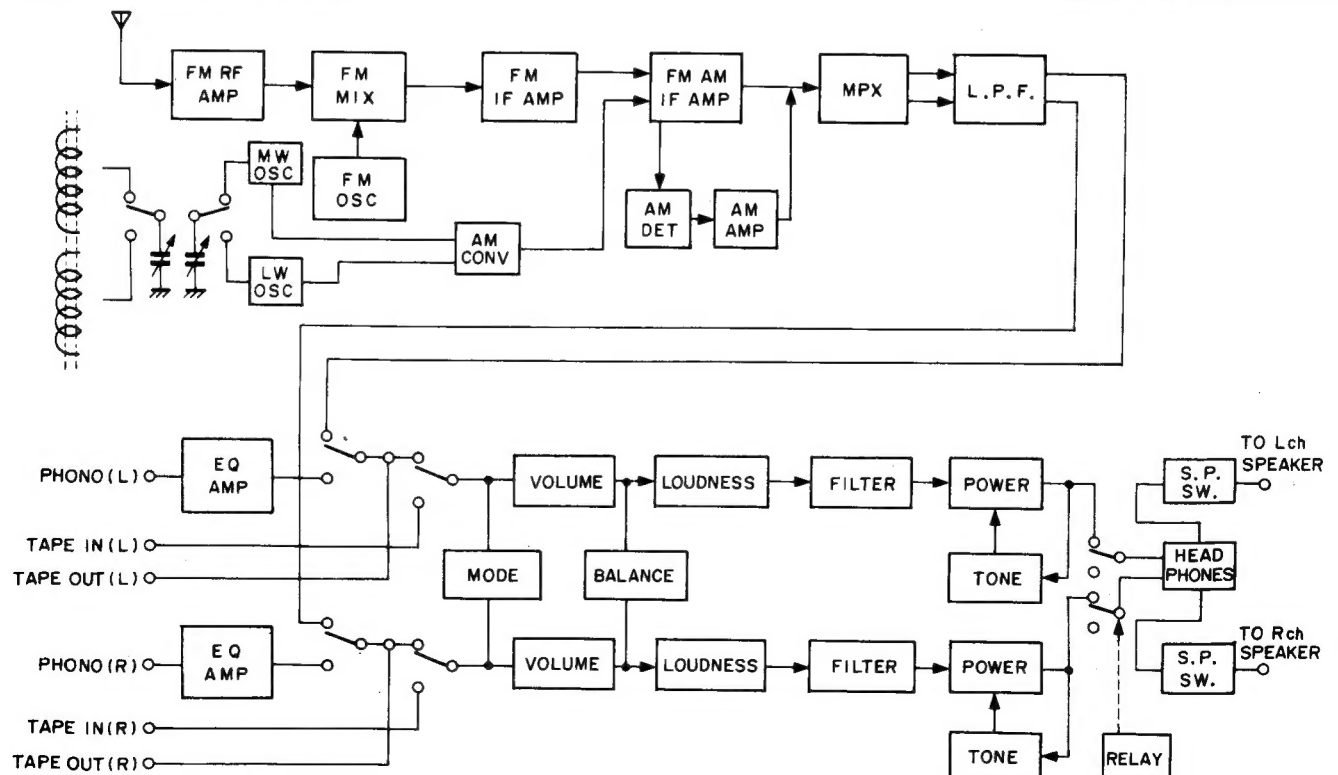 FM RF
AMP
FM
MIX
FM
IF AMP
FM AM
IF AMP
MPX
L.P.F.
MW
OSC
FM
OSC
AM
DET
AM
AMP
AM
CONV
LW
OSC
PHONO(L)
EQ
AMP
VOLUME
LOUDNESS
FILTER
POWER
S.P.
SW.
TO Lch
SPEAKER
TAPE IN(L)
TAPE OUT(L)
MODE
BALANCE
TONE
HEAD
PHONES
PHONO(R)
EQ
AMP
VOLUME
LOUDNESS
FILTER
POWER
S.P.
SW.
TO Rch
SPEAKER
TAPE IN(R)
TAPE OUT(R)
TONE
RELAY